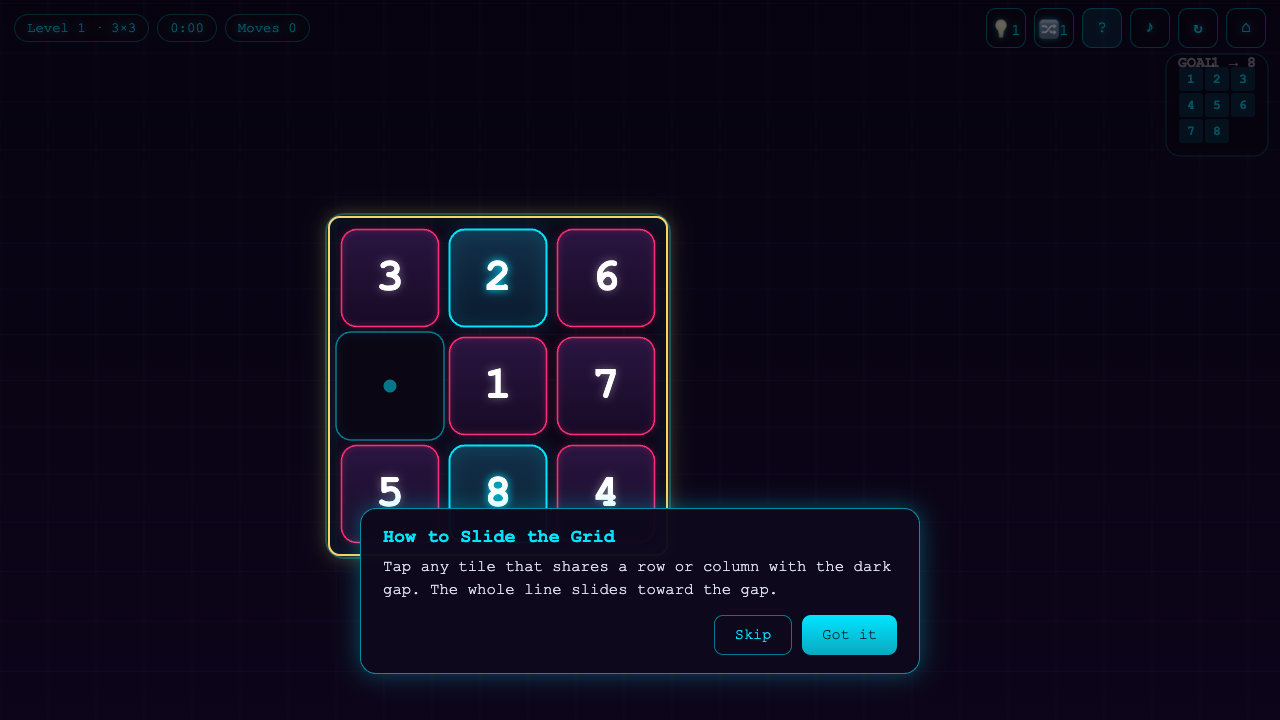 Level 1 · 3×3
0:00
Moves 0
1
1
?
♪
↻
⌂
GOAL
1 → 8
1 2 3
4 5 6
7 8
3 2 6
1 7
5 8 4
How to Slide the Grid
Tap any tile that shares a row or column with the dark
gap. The whole line slides toward the gap.
Skip
Got it